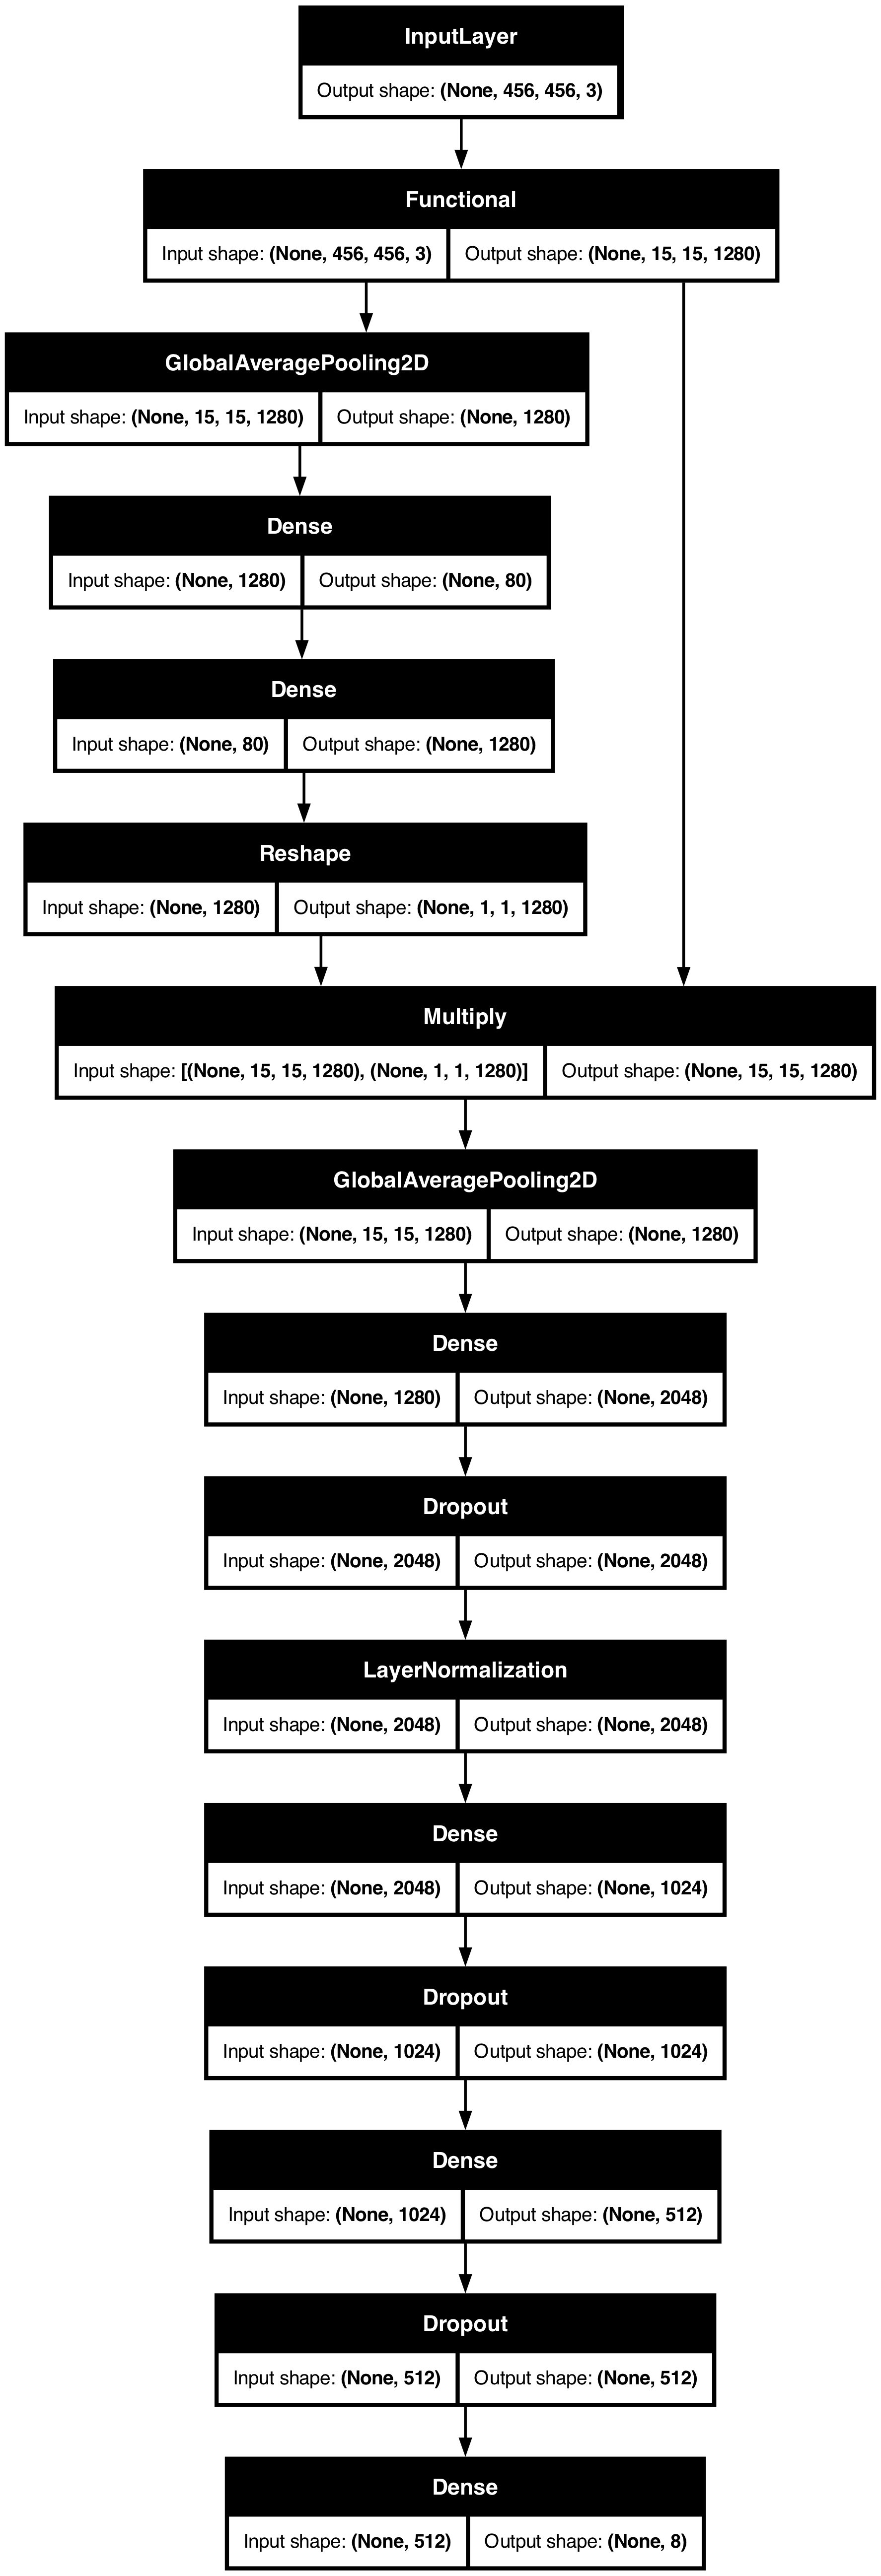 InputLayer
Output shape: (None, 456, 456, 3)
Functional
Input shape: (None, 456, 456, 3) Output shape: (None, 15, 15, 1280)
GlobalAveragePooling2D
Input shape: (None, 15, 15, 1280) Output shape: (None, 1280)
Dense
Input shape: (None, 1280) Output shape: (None, 80)
Dense
Input shape: (None, 80) Output shape: (None, 1280)
Reshape
Input shape: (None, 1280) Output shape: (None, 1, 1, 1280)
Multiply
Input shape: [(None, 15, 15, 1280), (None, 1, 1, 1280)] Output shape: (None, 15, 15, 1280)
GlobalAveragePooling2D
Input shape: (None, 15, 15, 1280) Output shape: (None, 1280)
Dense
Input shape: (None, 1280) Output shape: (None, 2048)
Dropout
Input shape: (None, 2048) Output shape: (None, 2048)
LayerNormalization
Input shape: (None, 2048) Output shape: (None, 2048)
Dense
Input shape: (None, 2048) Output shape: (None, 1024)
Dropout
Input shape: (None, 1024) Output shape: (None, 1024)
Dense
Input shape: (None, 1024) Output shape: (None, 512)
Dropout
Input shape: (None, 512) Output shape: (None, 512)
Dense
Input shape: (None, 512) Output shape: (None, 8)